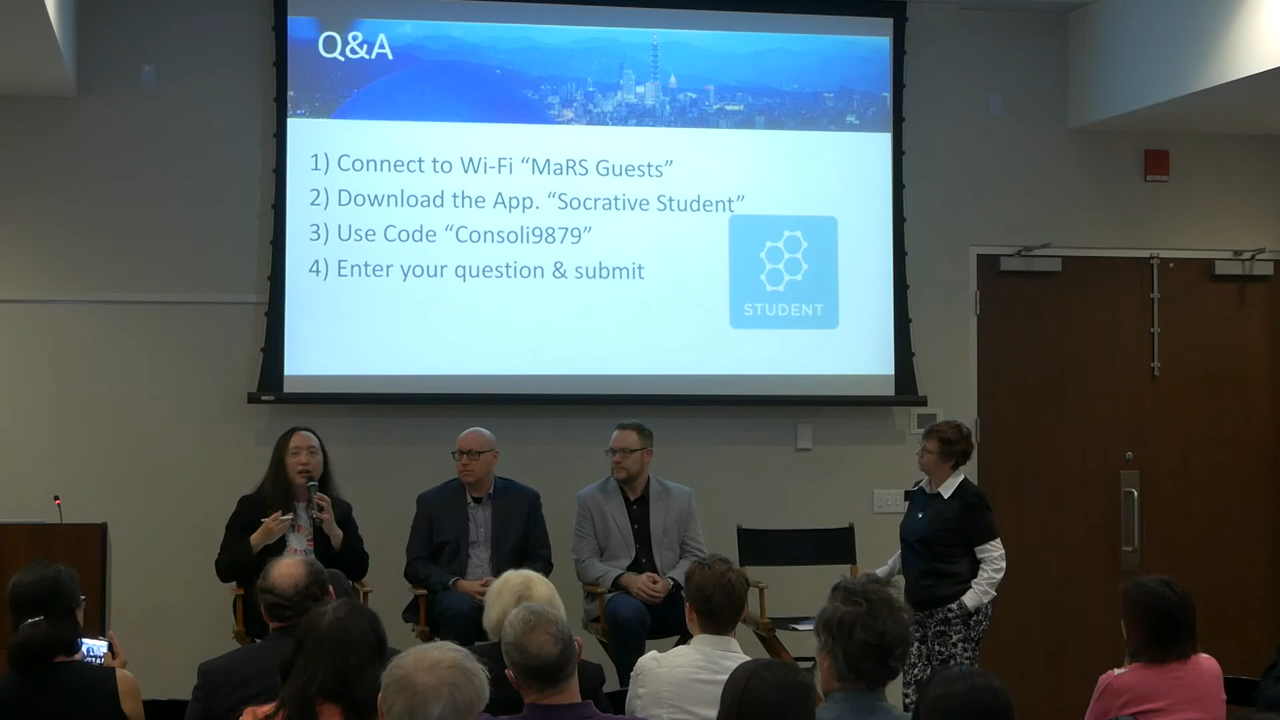 Q&A
1) Connect to Wi-Fi “MaRS Guests”
2) Download the App. “Socrative Student”
3) Use Code “Consoli9879”
4) Enter your question & submit
STUDENT